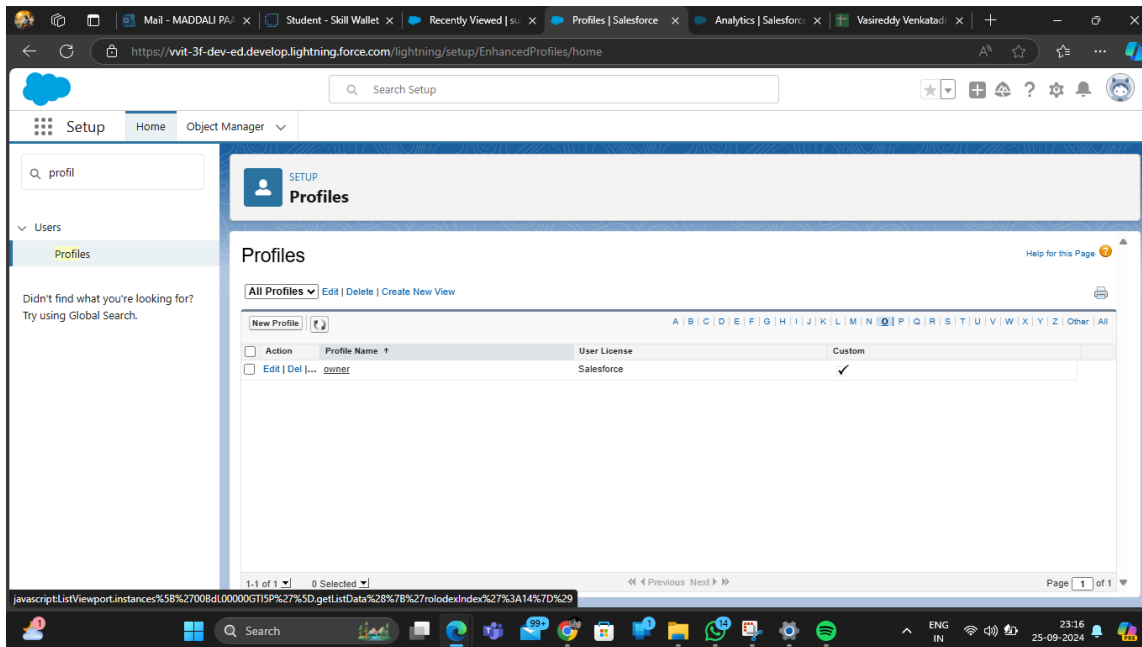 Mail - MADDALI PA
Student - Skill Wallet
Recently Viewed | su
Profiles | Salesforce
Analytics | Salesforce
Vasireddy Venkatadr
https://vvit-3f-dev-ed.develop.lightning.force.com/lightning/setup/EnhancedProfiles/home
Search Setup
Setup Home Object Manager
profil
SETUP
Profiles
Users
Profiles
Didn't find what you're looking for?
Try using Global Search.
Profiles
Help for this Page
All Profiles Edit | Delete | Create New View
New Profile A | B | C | D | E | F | G | H | I | J | K | L | M | N | O | P | Q | R | S | T | U | V | W | X | Y | Z | Other | All
Action Profile Name User License Custom
Edit | Del |... owner Salesforce
1-1 of 1 0 Selected Previous Next Page 1 of 1
javascript:ListViewport.instances%5B%2700BdL00000GTI5P%27%5D.getListData%28%7B%27rolodexIndex%27%3A14%7D%29
1 Search 99+ 1 14 ENG 23:16
IN 25-09-2024